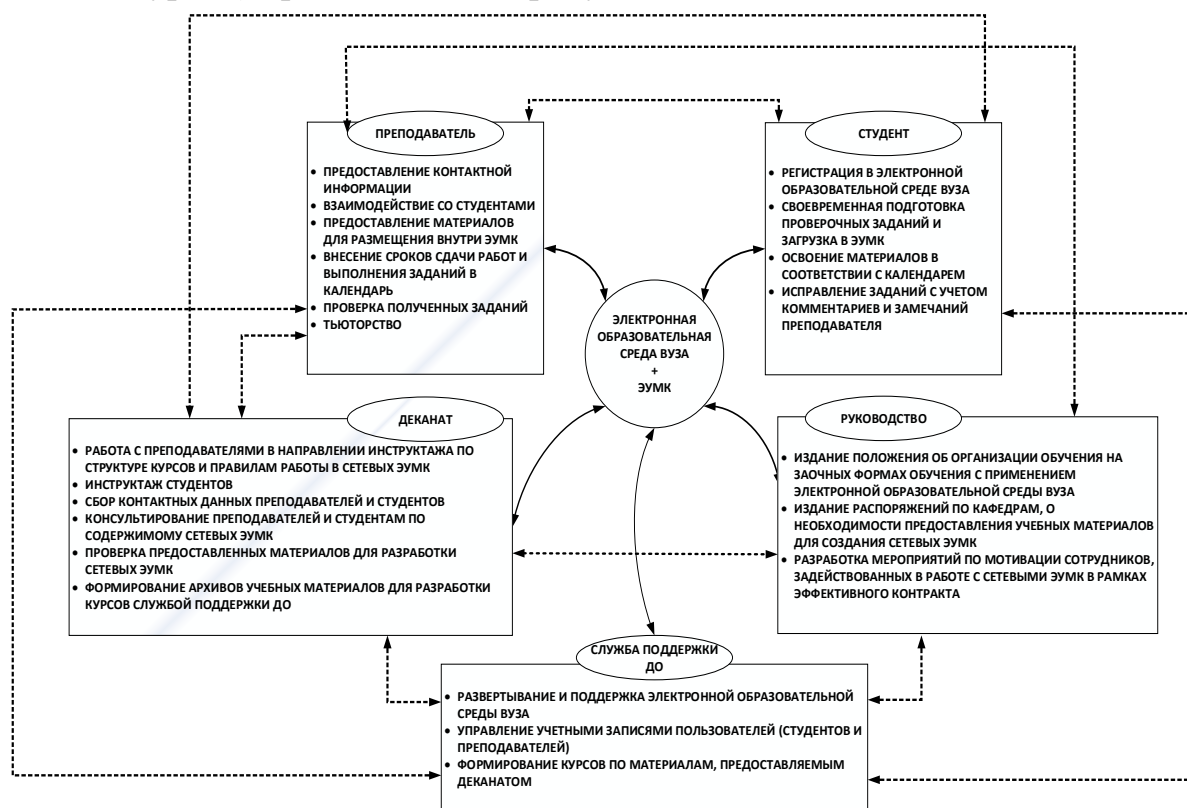 ПРЕПОДАВАТЕЛЬ
• ПРЕДОСТАВЛЕНИЕ КОНТАКТНОЙ
ИНФОРМАЦИИ
• ВЗАИМОДЕЙСТВИЕ СО СТУДЕНТАМИ
• ПРЕДОСТАВЛЕНИЕ МАТЕРИАЛОВ
ДЛЯ РАЗМЕЩЕНИЯ ВНУТРИ ЭУМК
• ВНЕСЕНИЕ СРОКОВ СДАЧИ РАБОТ И
ВЫПОЛНЕНИЯ ЗАДАНИЙ В
КАЛЕНДАРЬ
• ПРОВЕРКА ПОЛУЧЕННЫХ ЗАДАНИЙ
• ТЬЮТОРСТВО
СТУДЕНТ
• РЕГИСТРАЦИЯ В ЭЛЕКТРОННОЙ
ОБРАЗОВАТЕЛЬНОЙ СРЕДЕ ВУЗА
• СВОЕВРЕМЕННАЯ ПОДГОТОВКА
ПРОВЕРОЧНЫХ ЗАДАНИЙ И
ЗАГРУЗКА В ЭУМК
• ОСВОЕНИЕ МАТЕРИАЛОВ В
СООТВЕТСТВИИ С КАЛЕНДАРЕМ
• ИСПРАВЛЕНИЕ ЗАДАНИЙ С УЧЕТОМ
КОММЕНТАРИЕВ И ЗАМЕЧАНИЙ
ПРЕПОДАВАТЕЛЯ
ЭЛЕКТРОННАЯ
ОБРАЗОВАТЕЛЬНАЯ
СРЕДА ВУЗА
+
ЭУМК
ДЕКАНАТ
• РАБОТА С ПРЕПОДАВАТЕЛЯМИ В НАПРАВЛЕНИИ ИНСТРУКТАЖА ПО
СТРУКТУРЕ КУРСОВ И ПРАВИЛАМ РАБОТЫ В СЕТЕВЫХ ЭУМК
• ИНСТРУКТАЖ СТУДЕНТОВ
• СБОР КОНТАКТНЫХ ДАННЫХ ПРЕПОДАВАТЕЛЕЙ И СТУДЕНТОВ
• КОНСУЛЬТИРОВАНИЕ ПРЕПОДАВАТЕЛЕЙ И СТУДЕНТАМ ПО
СОДЕРЖИМОМУ СЕТЕВЫХ ЭУМК
• ПРОВЕРКА ПРЕДОСТАВЛЕННЫХ МАТЕРИАЛОВ ДЛЯ РАЗРАБОТКИ
СЕТЕВЫХ ЭУМК
• ФОРМИРОВАНИЕ АРХИВОВ УЧЕБНЫХ МАТЕРИАЛОВ ДЛЯ РАЗРАБОТКИ
КУРСОВ СЛУЖБОЙ ПОДДЕРЖКИ ДО
РУКОВОДСТВО
• ИЗДАНИЕ ПОЛОЖЕНИЯ ОБ ОРГАНИЗАЦИИ ОБУЧЕНИЯ НА
ЗАОЧНЫХ ФОРМАХ ОБУЧЕНИЯ С ПРИМЕНЕНИЕМ
ЭЛЕКТРОННОЙ ОБРАЗОВАТЕЛЬНОЙ СРЕДЫ ВУЗА
• ИЗДАНИЕ РАСПОРЯЖЕНИЙ ПО КАФЕДРАМ, О
НЕОБХОДИМОСТИ ПРЕДОСТАВЛЕНИЯ УЧЕБНЫХ МАТЕРИАЛОВ
ДЛЯ СОЗДАНИЯ СЕТЕВЫХ ЭУМК
• РАЗРАБОТКА МЕРОПРИЯТИЙ ПО МОТИВАЦИИ СОТРУДНИКОВ,
ЗАДЕЙСТВОВАННЫХ В РАБОТЕ С СЕТЕВЫМИ ЭУМК В РАМКАХ
ЭФФЕКТИВНОГО КОНТРАКТА
СЛУЖБА ПОДДЕРЖКИ
ДО
• РАЗВЕРТЫВАНИЕ И ПОДДЕРЖКА ЭЛЕКТРОННОЙ ОБРАЗОВАТЕЛЬНОЙ
СРЕДЫ ВУЗА
• УПРАВЛЕНИЕ УЧЕТНЫМИ ЗАПИСЯМИ ПОЛЬЗОВАТЕЛЕЙ (СТУДЕНТОВ И
ПРЕПОДАВАТЕЛЕЙ)
• ФОРМИРОВАНИЕ КУРСОВ ПО МАТЕРИАЛАМ, ПРЕДОСТАВЛЯЕМЫМ
ДЕКАНАТОМ